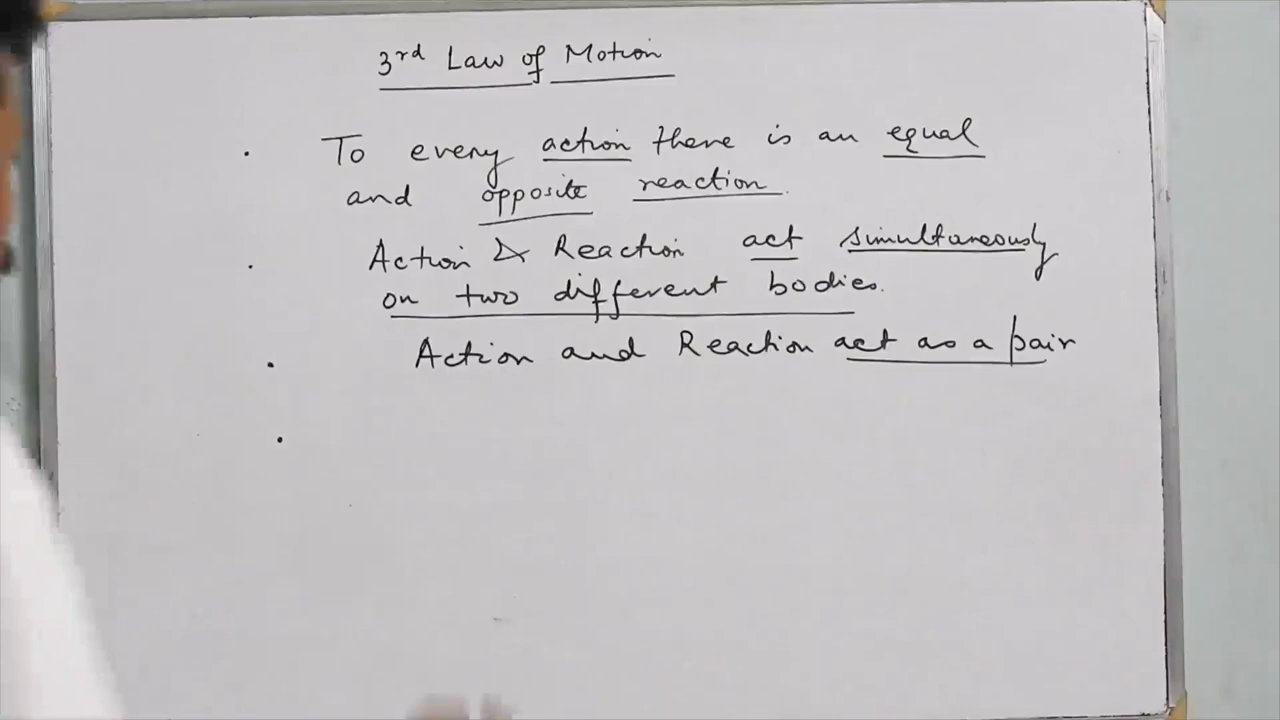 3rd Law of Motion
· To every action there is an equal
and opposite reaction.
· Action & Reaction act simultaneously
on two different bodies.
· Action and Reaction act as a pair
·